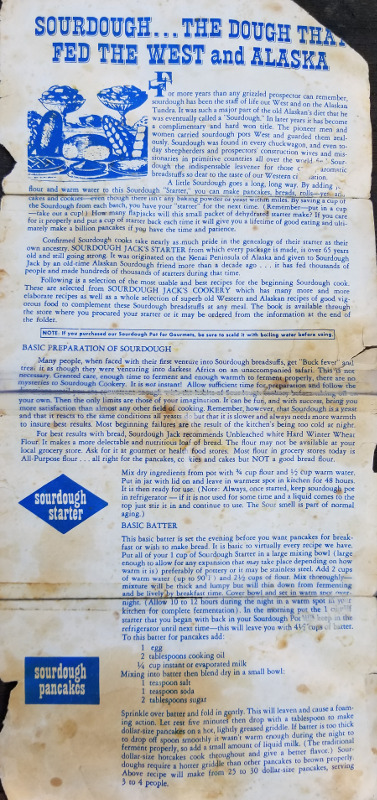 SOURDOUGH... THE DOUGH THAT
FED THE WEST and ALASKA
For more years than any grizzled prospector can remember,
sourdough has been the staff of life out West and on the Alaskan
Tundra. It was such a major part of the old Alaskan's diet that he
was eventually called a "Sourdough." In later years it has become
a complimentary and hard won title. The pioneer men and
women carried sourdough pots West and guarded them zeal-
ously. Sourdough was found in every chuckwagon, and even to-
day sheepherders and prospectors, construction wives and mis-
sionaries in primitive countries all over the world Sour-
dough the indispensable leavener for those aromatic
breadstuffs so dear to the taste of our Western
A little Sourdough goes a long, long way. By adding
flour and warm water to this Sourdough "Starter," you can make pancakes, breads,
cakes and cookies—even though there isn't any baking powder or yeast within miles. By saving a cup of
the Sourdough from each batch, you have your "starter" for the next time. (Remember—put in a cup
—take out a cup). How many flapjacks will this small packet of dehydrated starter make? If you care
for it properly and put a cup of starter back each time it will give you a lifetime of good eating and ulti-
mately make a billion pancakes if you have the time and patience.
Confirmed Sourdoughs take nearly as much pride in the genealogy of their starter as their
own ancestry. SOURDOUGH JACK'S STARTER from which every package is made, is over 65 years
old and still going strong. It was originated on the Kenai Peninsula of Alaska and given to Sourdough
Jack by an old-time Alaskan Sourdough friend more than a decade ago . . . it has fed thousands of
people and made hundreds of thousands of starters during that time.
Following is a selection of the most usable and best recipes for the beginning Sourdough cook.
These are selected from SOURDOUGH JACK'S COOKERY which has many more and more
elaborate recipes as well as a whole selection of superb old Western and Alaskan recipes of good vig-
orous food to complement these Sourdough breadstuffs at any meal. The book is available through
the store where you procured your starter or it may be ordered from the information at the end of
the Folder.
NOTE: If you purchased our Sourdough Pot for Gourmets, be sure to scald it with boiling water before using.
BASIC PREPARATION OF SOURDOUGH
Many people, when faced with their first venture into Sourdough breadstuffs, get "Buck fever" and
treat it as though they were venturing into darkest Africa on an unaccompanied safari. This is not
necessary. Granted care, enough time to ferment and enough warmth to ferment properly, there are no
mysteries to Sourdough Cookery. It is not instant! Allow sufficient time for preparation and follow the
your own. Then the only limits are those of your imagination. It can be fun, and with success, bring you
more satisfaction than almost any other field of cooking. Remember, however, that Sourdough is a yeast
and that it reacts to the same conditions all yeasts do—but that it is slower and always needs more warmth
to insure best results. Most beginning failures are the result of the kitchen's being too cold at night.
For best results with bread, Sourdough Jack recommends Unbleached white Hard Winter Wheat
Flour. It makes a more delectable and nutritious loaf of bread. The flour may not be available at your
local grocery store. Ask for it at gourmet or health food stores. Most flour in grocery stores today is
All-Purpose flour . . . all right for the pancakes, cookies and cakes but NOT a good bread flour.
sourdough
starter
Mix dry ingredients from pot with ¾ cup flour and ½ cup warm water.
Put in jar with lid on and leave in warmest spot in kitchen for 48 hours.
It is then ready for use. (Note: Always, once started, keep sourdough pot
in refrigerator — if it is not used for some time and a liquid comes to the
top just stir it in and continue to use. The Sour smell is part of normal
aging.)
BASIC BATTER
This basic batter is set the evening before you want pancakes for break-
fast or wish to make bread. It is basic to virtually every recipe we have.
Put all of your 1 cup of Sourdough Starter in a large mixing bowl (large
enough to allow for any expansion that may take place depending on how
warm it is) preferably of pottery or it may be stainless steel. Add 2 cups
of warm water (up to 90°) and 2½ cups of flour. Mix thoroughly—
mixture will be thick and lumpy but will thin down from fermenting
and be lively by breakfast time. Cover bowl and set in warm spot over-
night. (Allow 10 to 12 hours during the night in a warm spot in your
kitchen for complete fermentation). In the morning put the 1 cup of
starter that you began with back in your Sourdough Pot and keep in the
refrigerator until next time—this will leave you with 4½ cups of batter.
To this batter for pancakes add:
sourdough
pancakes
1 egg
2 tablespoons cooking oil
¼ cup instant or evaporated milk
Mixing into batter then blend dry in a small bowl:
1 teaspoon salt
1 teaspoon soda
2 tablespoons sugar
Sprinkle over batter and fold in gently. This will leaven and cause a foam-
ing action. Let rest five minutes then drop with a tablespoon to make
dollar-size pancakes on a hot, lightly greased griddle. If batter is too thick
to drop off spoon smoothly it wasn't warm enough during the night to
ferment properly, so add a small amount of liquid milk. (The traditional
dollar-size hotcakes cook throughout and give a better flavor.) Sour-
doughs require a hotter griddle than other pancakes to brown properly.
Above recipe will make from 25 to 30 dollar-size pancakes, serving
3 to 4 people.